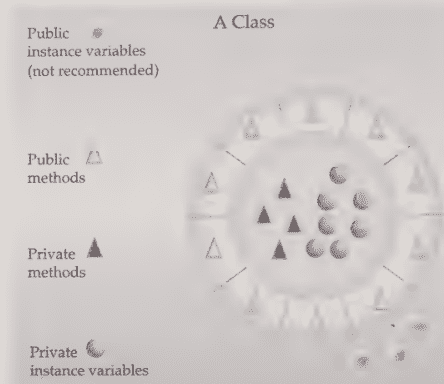 A Class
Public
instance variables
(not recommended)
Public
methods
Private
methods
Private
instance variables